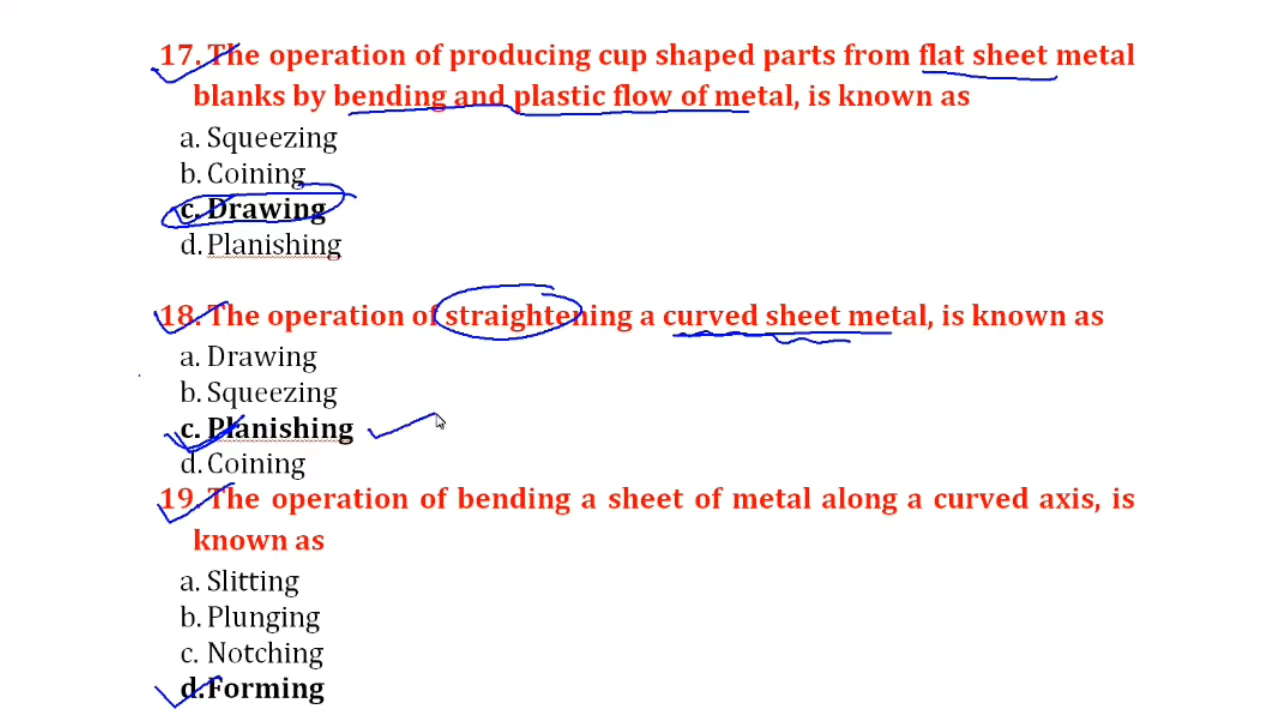 17. The operation of producing cup shaped parts from flat sheet metal
blanks by bending and plastic flow of metal, is known as
a. Squeezing
b. Coining
c. Drawing
d. Planishing
18. The operation of straightening a curved sheet metal, is known as
a. Drawing
b. Squeezing
c. Planishing
d. Coining
19. The operation of bending a sheet of metal along a curved axis, is
known as
a. Slitting
b. Plunging
c. Notching
d. Forming